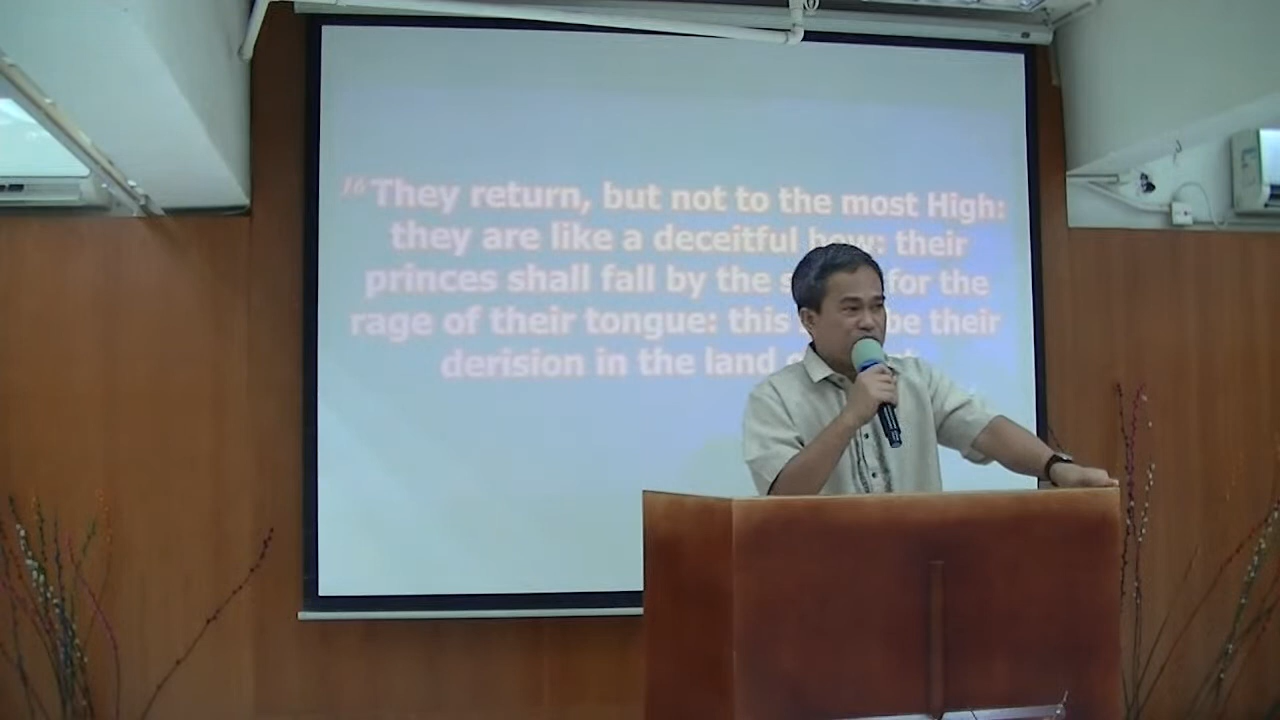 16 They return, but not to the most High:
they are like a deceitful bow: their
princes shall fall by the for the
rage of their tongue: this be their
derision in the land